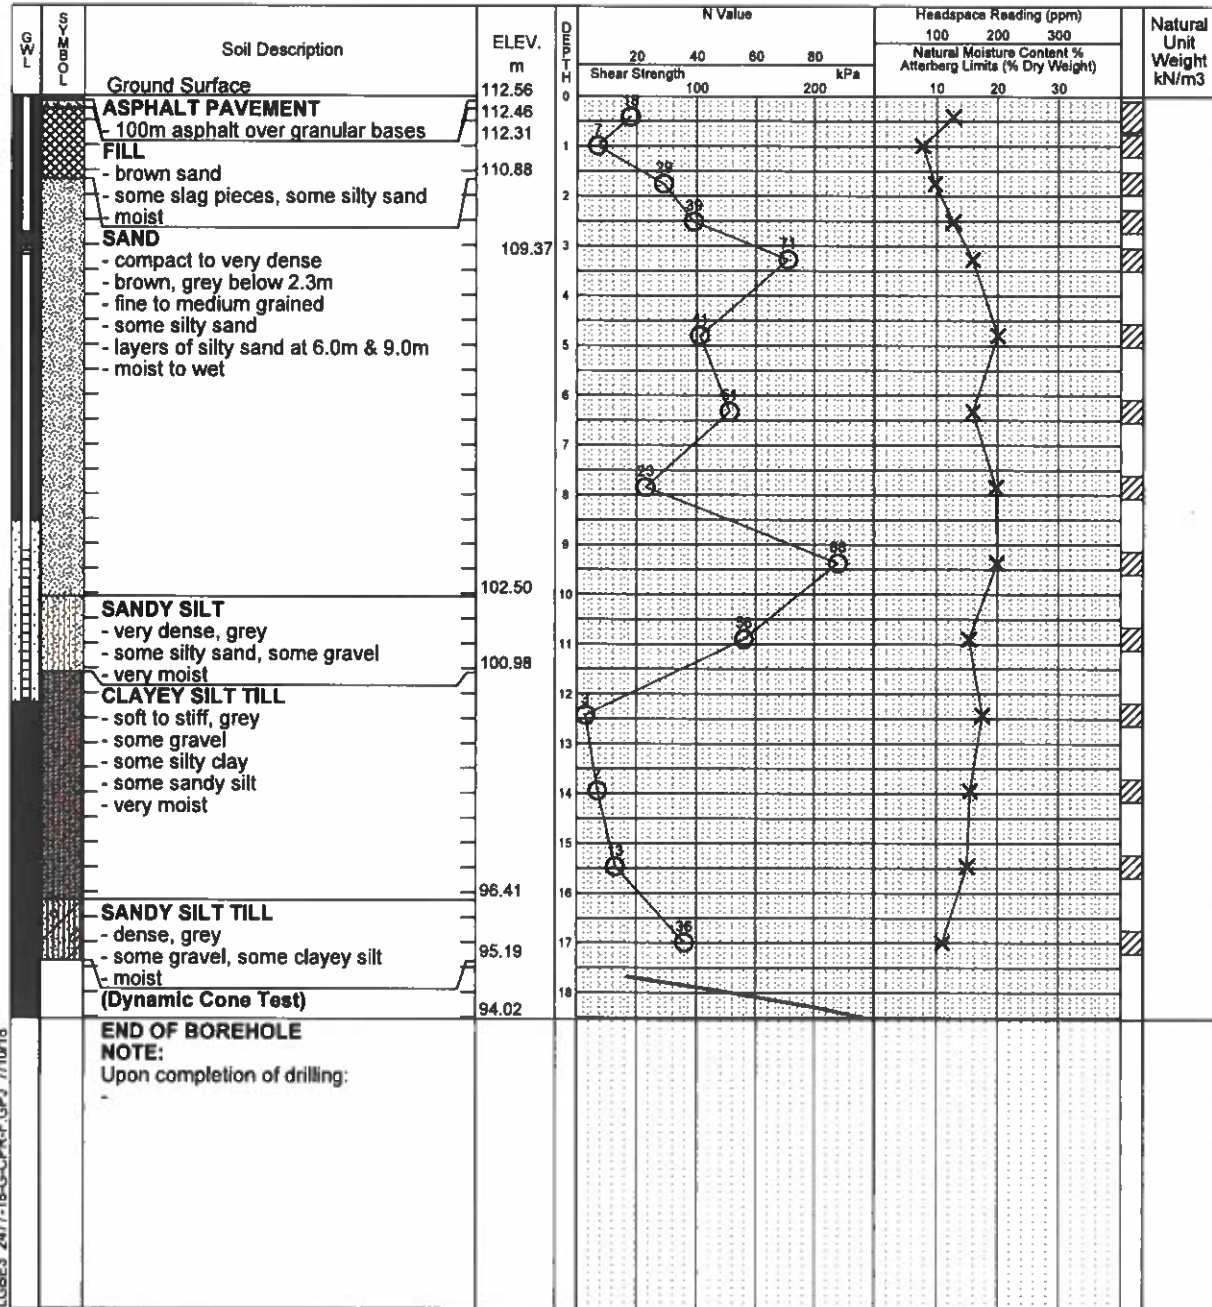 GWL
SYMBOL
Soil Description
ELEV.
m
DEPTH
N Value
20 40 60 80
Shear Strength kPa
100 200
Headspace Reading (ppm)
100 200 300
Natural Moisture Content %
Atterberg Limits (% Dry Weight)
10 20 30
Natural
Unit
Weight
kN/m3
Ground Surface 112.56 0
ASPHALT PAVEMENT 112.46
- 100m asphalt over granular bases 112.31
FILL
- brown sand 110.88
- some slag pieces, some silty sand
- moist
SAND 109.37
- compact to very dense
- brown, grey below 2.3m
- fine to medium grained
- some silty sand
- layers of silty sand at 6.0m & 9.0m
- moist to wet
102.50
SANDY SILT
- very dense, grey
- some silty sand, some gravel 100.98
- very moist
CLAYEY SILT TILL
- soft to stiff, grey
- some gravel
- some silty clay
- some sandy silt
- very moist
96.41
SANDY SILT TILL
- dense, grey
- some gravel, some clayey silt 95.19
- moist
(Dynamic Cone Test) 94.02
END OF BOREHOLE
NOTE:
Upon completion of drilling:
-
1
2
3
4
5
6
7
8
9
10
11
12
13
14
15
16
17
18
7
39
71